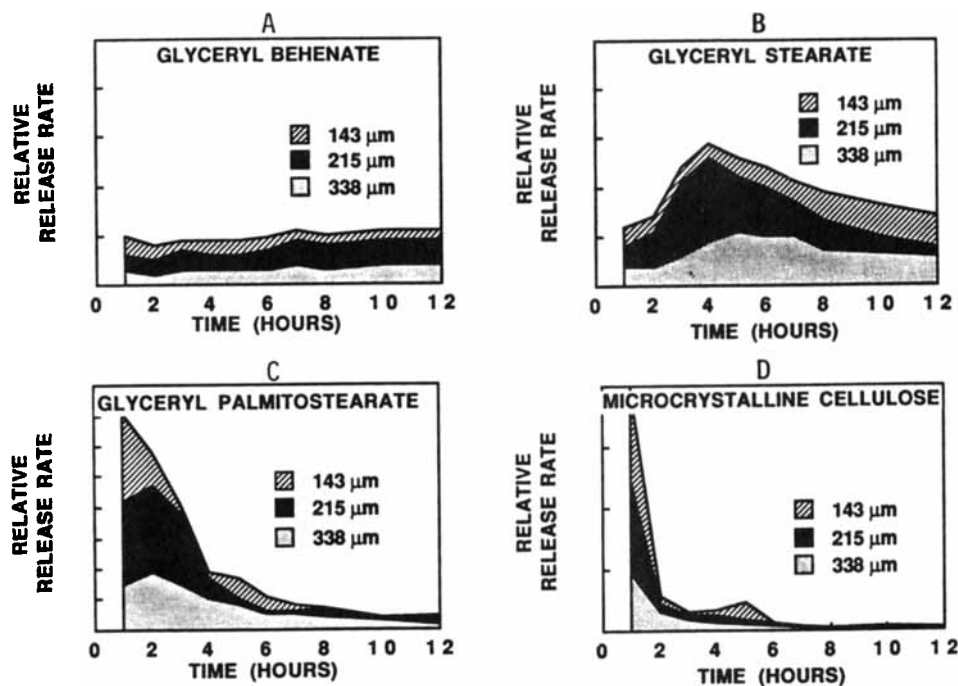 A
GLYCERYL BEHENATE
RELATIVE
RELEASE RATE
143 μm
215 μm
338 μm
0 2 4 6 8 10 12
TIME (HOURS)
B
GLYCERYL STEARATE
RELATIVE
RELEASE RATE
143 μm
215 μm
338 μm
0 2 4 6 8 10 12
TIME (HOURS)
C
GLYCERYL PALMITOSTEARATE
RELATIVE
RELEASE RATE
143 μm
215 μm
338 μm
0 2 4 6 8 10 12
TIME (HOURS)
D
MICROCRYSTALLINE CELLULOSE
RELATIVE
RELEASE RATE
143 μm
215 μm
338 μm
0 2 4 6 8 10 12
TIME (HOURS)